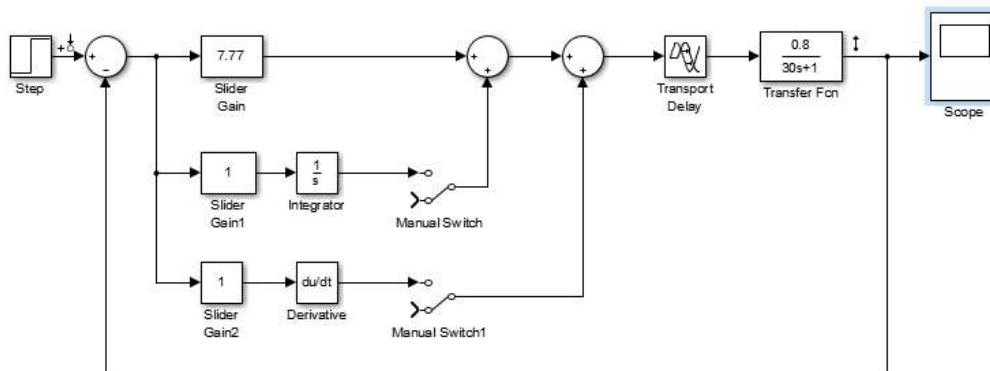 Step
+
+
−
7.77
Slider
Gain
+
+
+
+
Transport
Delay
0.8
30s+1
Transfer Fcn
Scope
1
Slider
Gain1
1
s
Integrator
Manual Switch
1
Slider
Gain2
du/dt
Derivative
Manual Switch1